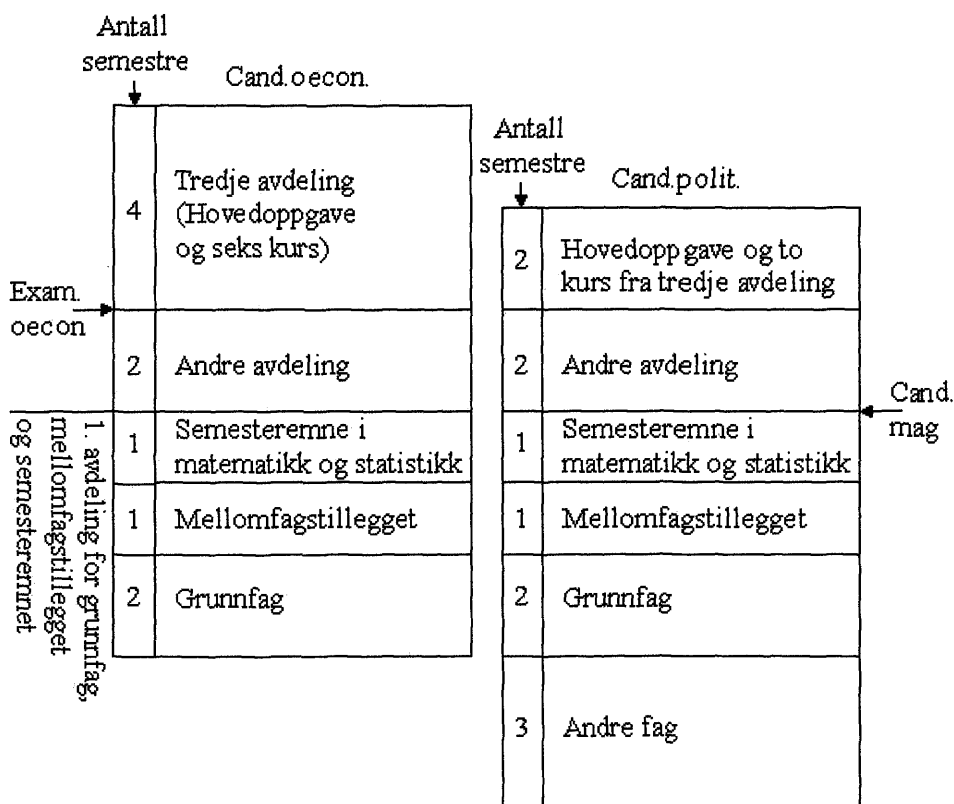 Antall
semestre
Cand.oecon.
4
Tredje avdeling
(Hovedoppgave
og seks kurs)
Exam.
oecon
2
Andre avdeling
1
Semesteremne i
matematikk og statistikk
1
Mellomfagstillegget
2
Grunnfag
1. avdeling for grunnfag,
mellomfagstillegget
og semesteremnet
Antall
semestre
Cand.polit.
2
Hovedoppgave og to
kurs fra tredje avdeling
2
Andre avdeling
Cand.
mag
1
Semesteremne i
matematikk og statistikk
1
Mellomfagstillegget
2
Grunnfag
3
Andre fag